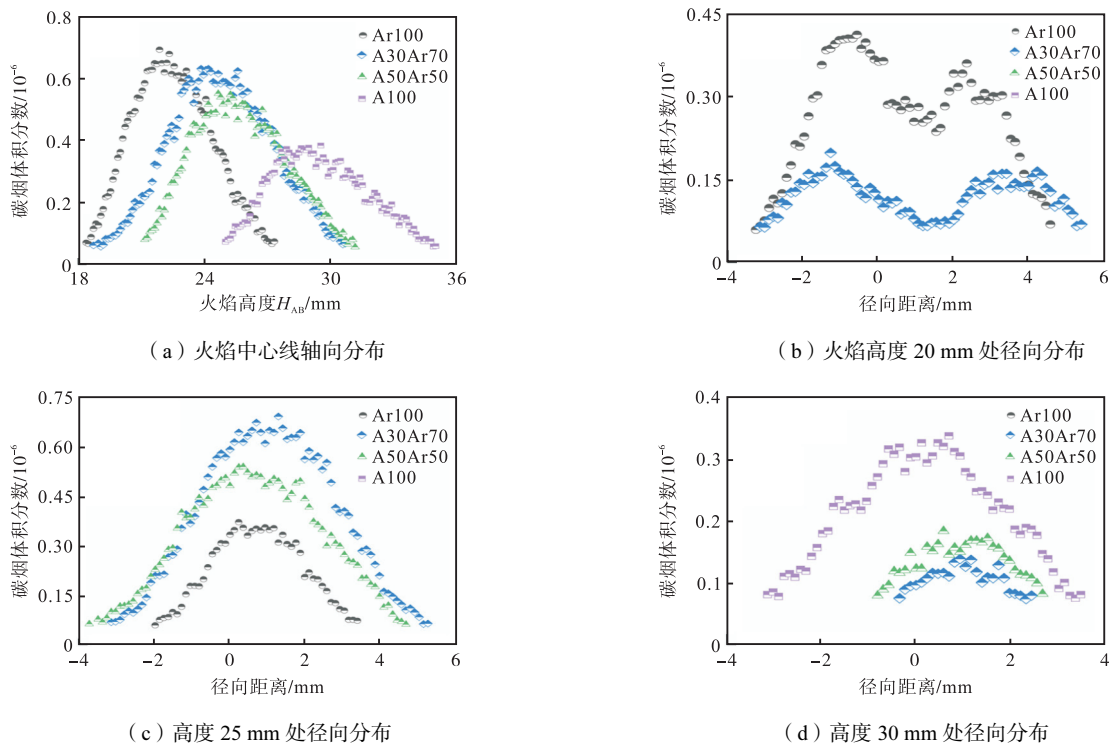 0.8
0.6
0.4
0.2
0
碳烟体积分数/10⁻⁶
Ar100
A30Ar70
A50Ar50
A100
18 24 30 36
火焰高度H_AB/mm
（a）火焰中心线轴向分布
0.45
0.30
0.15
0
碳烟体积分数/10⁻⁶
Ar100
A30Ar70
A50Ar50
A100
−4 −2 0 2 4 6
径向距离/mm
（b）火焰高度 20 mm 处径向分布
0.75
0.60
0.45
0.30
0.15
0
碳烟体积分数/10⁻⁶
Ar100
A30Ar70
A50Ar50
A100
−4 −2 0 2 4 6
径向距离/mm
（c）高度 25 mm 处径向分布
0.4
0.3
0.2
0.1
0
碳烟体积分数/10⁻⁶
Ar100
A30Ar70
A50Ar50
A100
−4 −2 0 2 4
径向距离/mm
（d）高度 30 mm 处径向分布